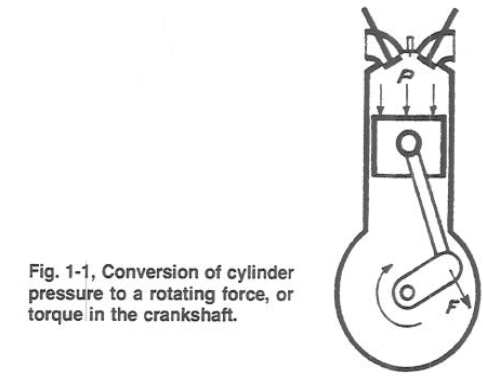 P
Fig. 1-1, Conversion of cylinder
pressure to a rotating force, or
torque in the crankshaft.
F